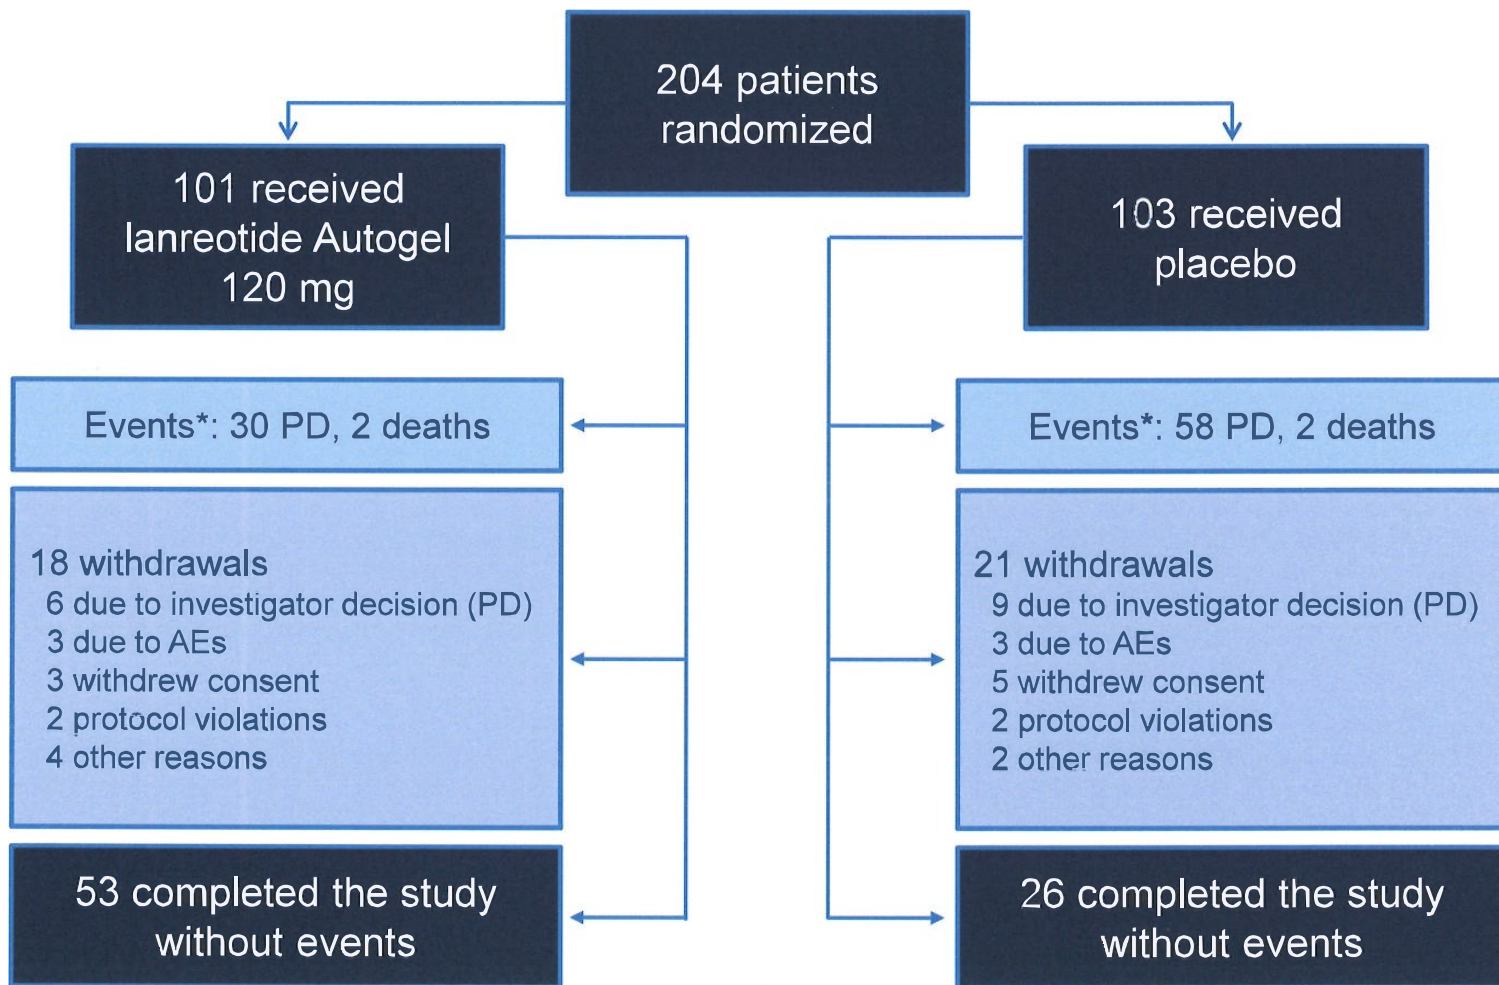 204 patients
randomized
101 received
lanreotide Autogel
120 mg
103 received
placebo
Events*: 30 PD, 2 deaths
Events*: 58 PD, 2 deaths
18 withdrawals
6 due to investigator decision (PD)
3 due to AEs
3 withdrew consent
2 protocol violations
4 other reasons
21 withdrawals
9 due to investigator decision (PD)
3 due to AEs
5 withdrew consent
2 protocol violations
2 other reasons
53 completed the study
without events
26 completed the study
without events